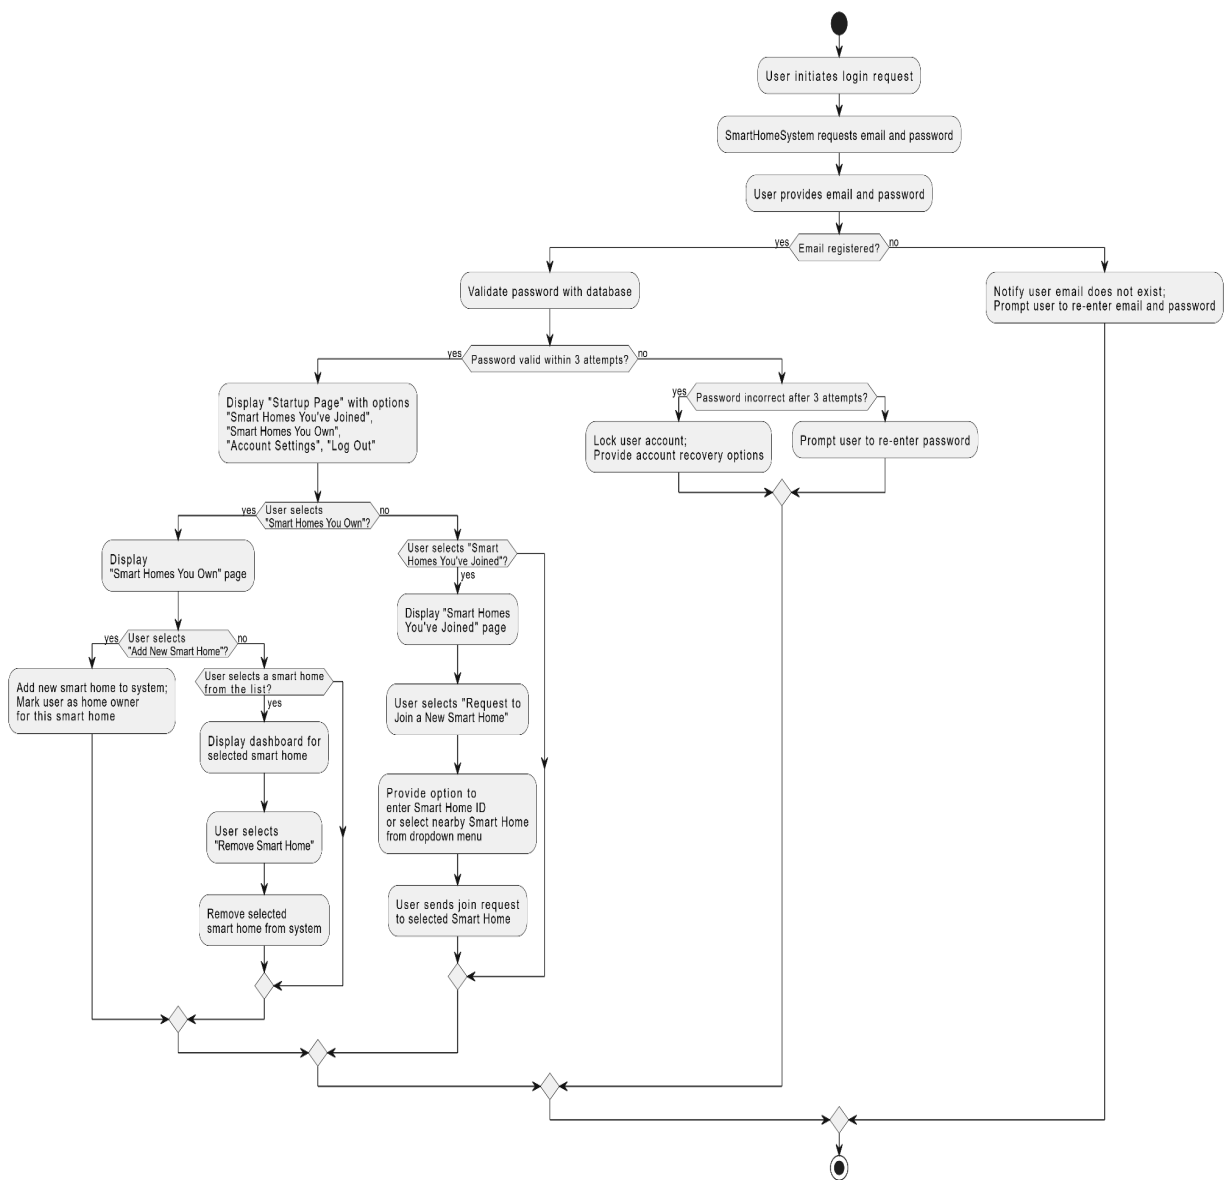 User initiates login request
SmartHomeSystem requests email and password
User provides email and password
yes
Email registered?
no
Validate password with database
Notify user email does not exist;
Prompt user to re-enter email and password
yes
Password valid within 3 attempts?
no
Display "Startup Page" with options
"Smart Homes You've Joined",
"Smart Homes You Own",
"Account Settings", "Log Out"
yes
Password incorrect after 3 attempts?
Lock user account;
Provide account recovery options
Prompt user to re-enter password
yes
User selects
"Smart Homes You Own"?
no
Display
"Smart Homes You Own" page
User selects "Smart
Homes You've Joined"?
yes
Display "Smart Homes
You've Joined" page
yes
User selects
"Add New Smart Home"?
no
Add new smart home to system;
Mark user as home owner
for this smart home
User selects a smart home
from the list?
yes
Display dashboard for
selected smart home
User selects "Request to
Join a New Smart Home"
Provide option to
enter Smart Home ID
or select nearby Smart Home
from dropdown menu
User selects
"Remove Smart Home"
Remove selected
smart home from system
User sends join request
to selected Smart Home